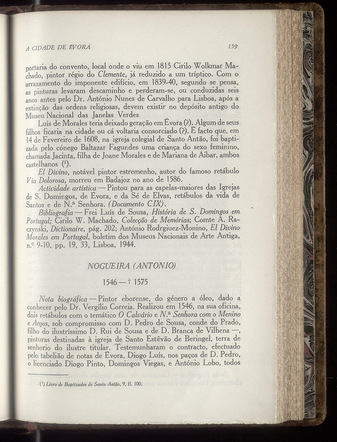 A CIDADE DE EVORA 159
portaria do convento, local onde o viu em 1815 Cirilo Wolkmar Ma-
chado, pintor régio do Clemente, já reduzido a um tríptico. Com o
arrazamento do imponente edifício, em 1839-40, segundo se pensa,
as pinturas levaram descaminho e perderam-se, ou conduzidas seis
anos antes pelo Dr. António Nunes de Carvalho para Lisboa, após a
extinção das ordens religiosas, devem existir no depósito antigo do
Museu Nacional das Janelas Verdes
Luís de Morales teria deixado geração em Évora (?). Algum de seus
filhos ficaria na cidade ou cá voltaria consorciado (?). É facto que, em
14 de Fevereiro de 1608, na igreja colegial de Santo Antão, foi bapti-
zada pelo cónego Baltazar Fagurdes uma criança do sexo feminino,
chamada Jacinta, filha de Joane Morales e de Mariana de Aibar, ambos
castelhanos (¹).
El Divino, notável pintor estremenho, autor do famoso retábulo
Via Dolorosa, morreu em Badajoz no ano de 1586.
Actividade artística — Pintou para as capelas-maiores das Igrejas
de S. Domingos, de Évora, e da Sé de Elvas, retábulos da vida de
Santos e de N.ª Senhora. (Documento CIX).
Bibliografia — Frei Luís de Sousa, História de S. Domingos em
Portugal; Cirilo W. Machado, Colecção de Memórias; Conte A. Ra-
czynski, Dictionaire, pág. 202; António Rodrgiuez-Monino, El Divino
Morales em Portugal, boletim dos Museus Nacionais de Arte Antiga,
n.º 9-10, pp. 19, 33, Lisboa, 1944.
NOGUEIRA (ANTONIO)
1546 — † 1575
Nota biográfica — Pintor eborense, do género a óleo, dado a
conhecer pelo Dr. Vergílio Correia. Realizou em 1546, na sua oficina,
dois retábulos com o temático O Calvário e N.ª Senhora com o Menino
e Anjos, sob compromisso com D. Pedro de Sousa, conde do Prado,
filho do ilustríssimo D. Rui de Sousa e de D. Branca de Vilhena —,
pinturas destinadas à igreja de Santo Estêvão de Beringel, terra de
senhorio do ilustre titular. Testemunharam o contracto, efectuado
pelo tabelião de notas de Évora, Diogo Luís, nos paços de D. Pedro,
o licenciado Diogo Pinto, Domingos Viegas, e António Lobo, todos
(¹) Livro de Baptizados de Santo Antão, 9, fl. 100.